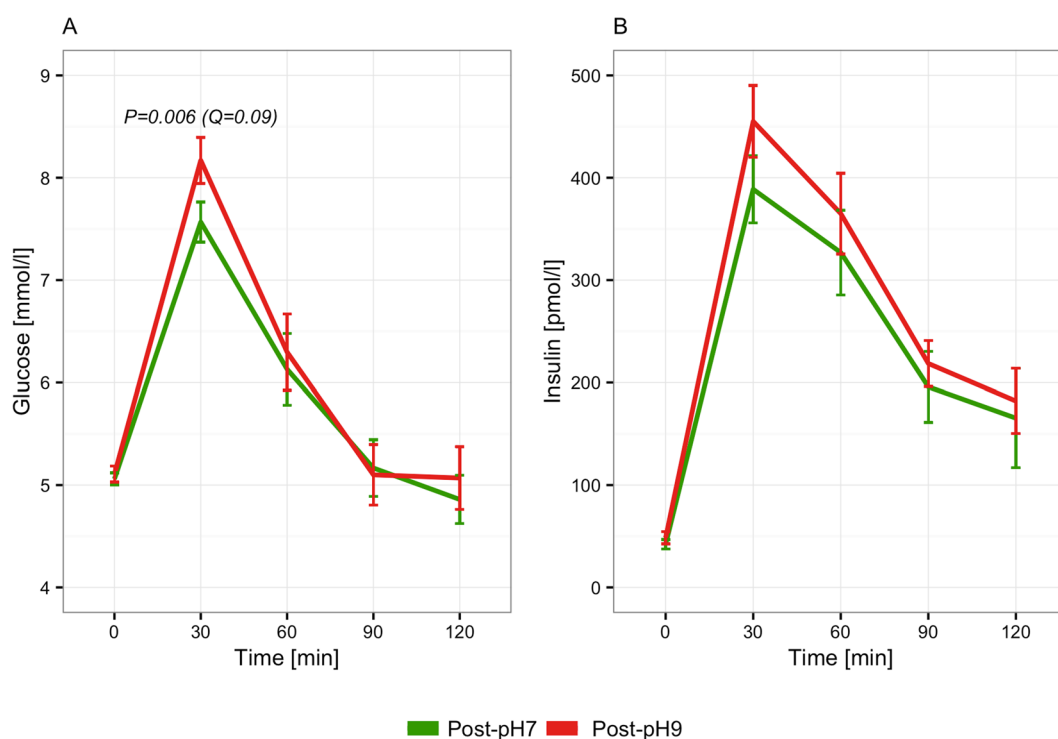 A
B
9
8
7
6
5
4
Glucose [mmol/l]
P=0.006 (Q=0.09)
0 30 60 90 120
Time [min]
500
400
300
200
100
0
Insulin [pmol/l]
0 30 60 90 120
Time [min]
Post-pH7 Post-pH9